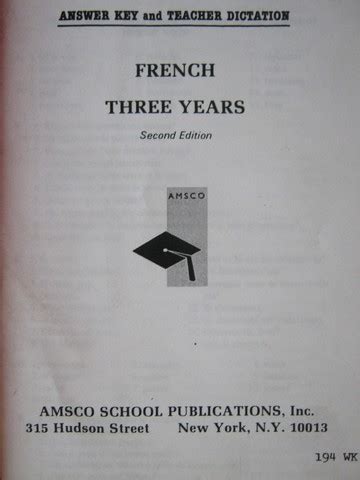 ANSWER KEY and TEACHER DICTATION
FRENCH
THREE YEARS
Second Edition
AMSCO
AMSCO SCHOOL PUBLICATIONS, Inc.
315 Hudson Street New York, N.Y. 10013
194 WK